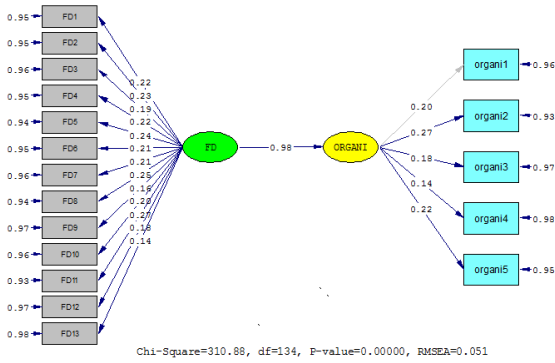 0.95 FD1
0.95 FD2
0.96 FD3
0.95 FD4
0.94 FD5
0.95 FD6
0.96 FD7
0.94 FD8
0.97 FD9
0.96 FD10
0.93 FD11
0.97 FD12
0.98 FD13
0.22
0.23
0.19
0.22
0.24
0.21
0.21
0.25
0.16
0.20
0.27
0.18
0.14
FD
0.98
ORGANI
0.20
0.27
0.18
0.14
0.22
organi1 0.96
organi2 0.93
organi3 0.97
organi4 0.98
organi5 0.95
Chi-Square=310.88, df=134, P-value=0.00000, RMSEA=0.051